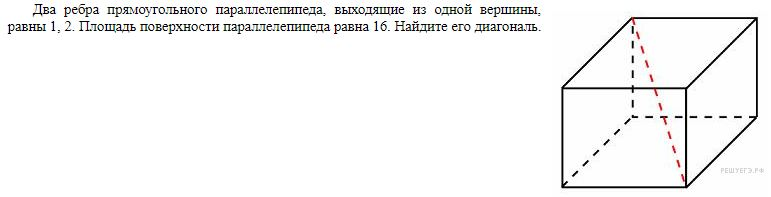 Два ребра прямоугольного параллелепипеда, выходящие из одной вершины,
равны 1, 2. Площадь поверхности параллелепипеда равна 16. Найдите его диагональ.
РЕШУЕГЭ.РФ